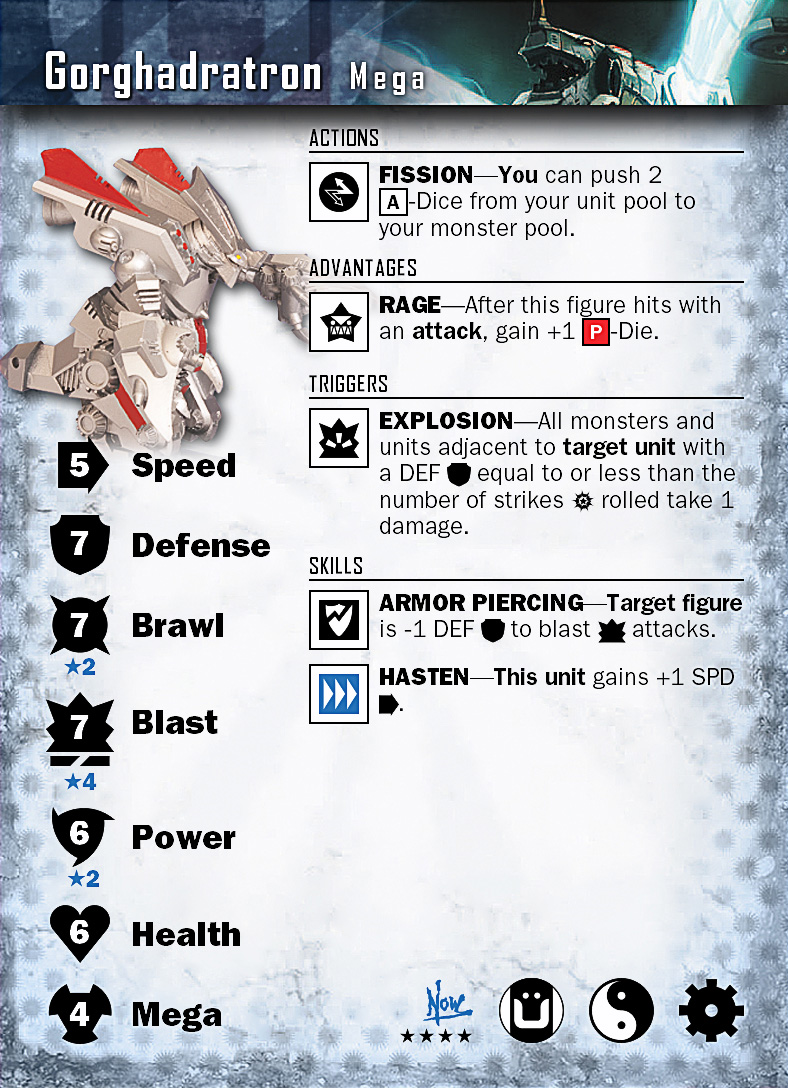 Gorghadratron Mega
ACTIONS
FISSION—You can push 2
A-Dice from your unit pool to
your monster pool.
ADVANTAGES
RAGE—After this figure hits with
an attack, gain +1 P-Die.
TRIGGERS
EXPLOSION—All monsters and
units adjacent to target unit with
a DEF equal to or less than the
number of strikes rolled take 1
damage.
SKILLS
ARMOR PIERCING—Target figure
is -1 DEF to blast attacks.
HASTEN—This unit gains +1 SPD
.
5 Speed
7 Defense
7 Brawl
★2
7 Blast
★4
6 Power
★2
6 Health
4 Mega
Now
★★★★